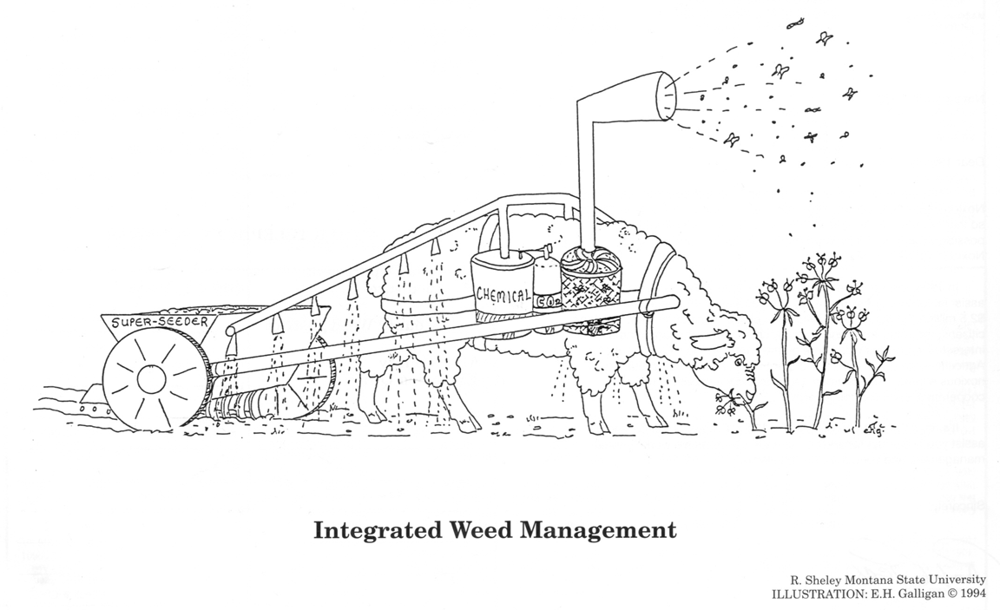 SUPER-SEEDER
CHEMICAL
Integrated Weed Management
R. Sheley Montana State University
ILLUSTRATION: E.H. Galligan © 1994